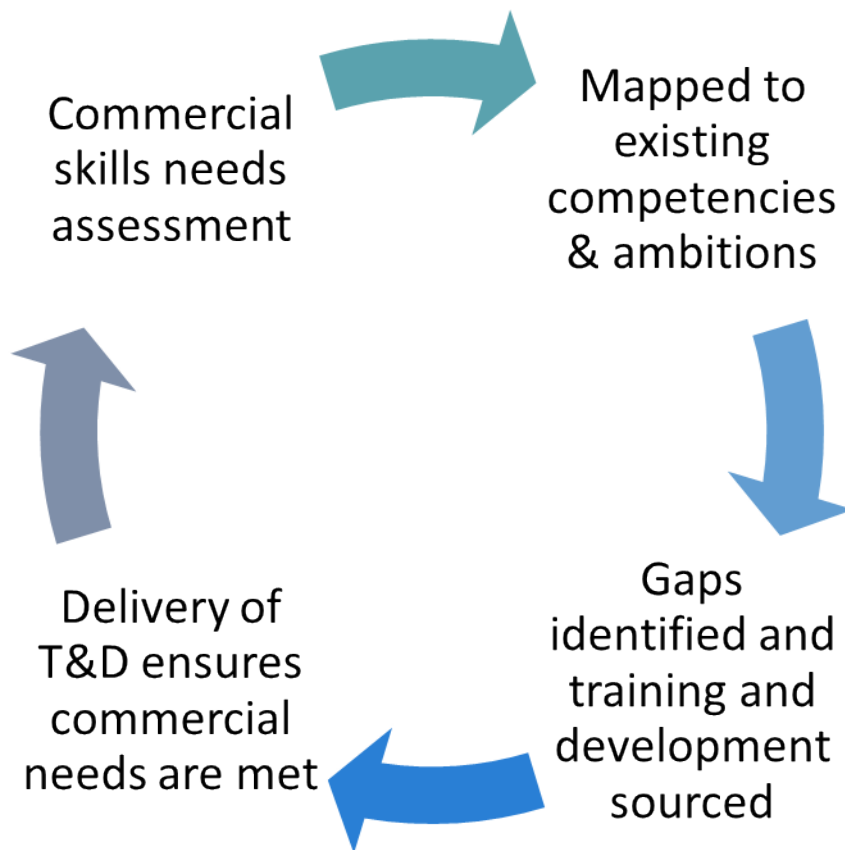 Commercial
skills needs
assessment
Mapped to
existing
competencies
& ambitions
Gaps
identified and
training and
development
sourced
Delivery of
T&D ensures
commercial
needs are met